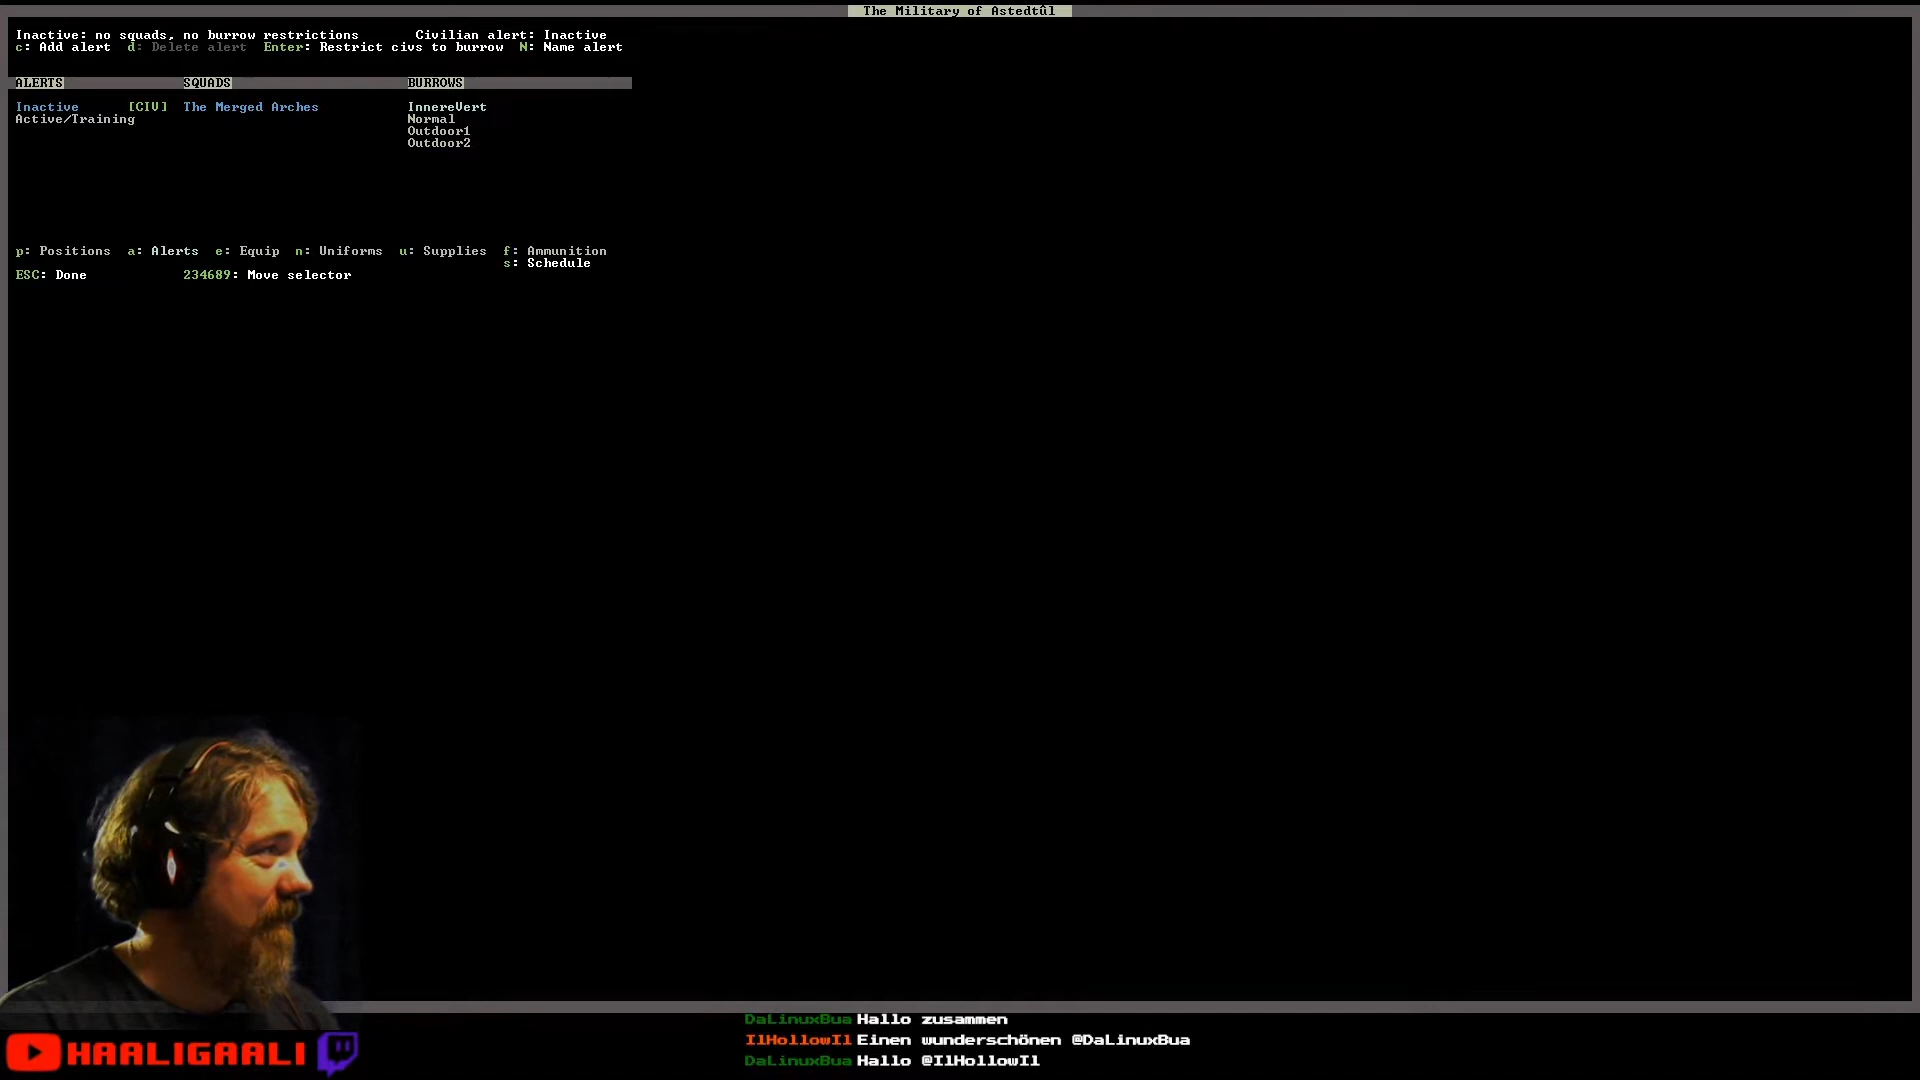 The Military of Astedtûl
Inactive: no squads, no burrow restrictions Civilian alert: Inactive
c: Add alert d: Delete alert Enter: Restrict civs to burrow N: Name alert
ALERTS SQUADS BURROWS
Inactive [CIV] The Merged Arches InnereVert
Active/Training Normal
Outdoor1
Outdoor2
p: Positions a: Alerts e: Equip n: Uniforms u: Supplies f: Ammunition
s: Schedule
ESC: Done 234689: Move selector
DaLinuxBua Hallo zusammen
IlHollowIl Einen wunderschönen @DaLinuxBua
DaLinuxBua Hallo @IlHollowIl
HAALIGAALI